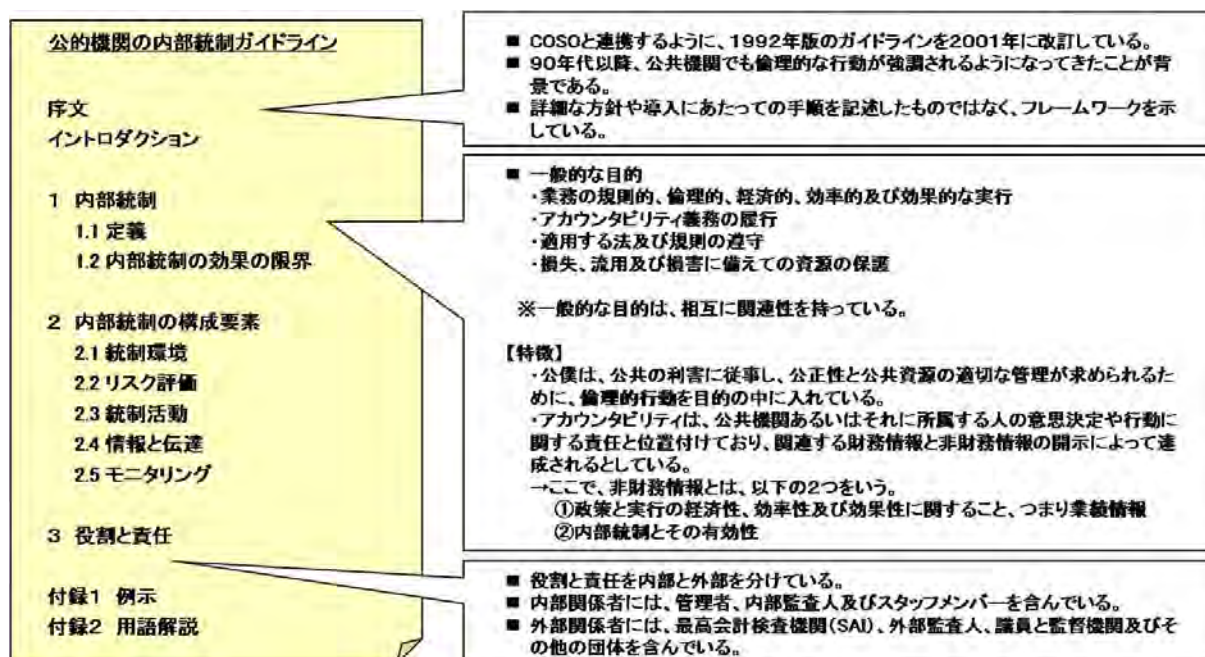 公的機関の内部統制ガイドライン
序文
イントロダクション
1 内部統制
1.1 定義
1.2 内部統制の効果の限界
2 内部統制の構成要素
2.1 統制環境
2.2 リスク評価
2.3 統制活動
2.4 情報と伝達
2.5 モニタリング
3 役割と責任
付録1 例示
付録2 用語解説
■ COSOと連携するように、1992年版のガイドラインを2001年に改訂している。
■ 90年代以降、公共機関でも倫理的な行動が強調されるようになってきたことが背
景である。
■ 詳細な方針や導入にあたっての手順を記述したものではなく、フレームワークを示
している。
■ 一般的な目的
・業務の規則的、倫理的、経済的、効率的及び効果的な実行
・アカウンタビリティ義務の履行
・適用する法及び規則の遵守
・損失、流用及び損害に備えての資源の保護
※一般的な目的は、相互に関連性を持っている。
【特徴】
・公僕は、公共の利害に従事し、公正性と公共資源の適切な管理が求められるた
めに、倫理的行動を目的の中に入れている。
・アカウンタビリティは、公共機関あるいはそれに所属する人の意思決定や行動に
関する責任と位置付けており、関連する財務情報と非財務情報の開示によって達
成されるとしている。
→ここで、非財務情報とは、以下の2つをいう。
①政策と実行の経済性、効率性及び効果性に関すること、つまり業績情報
②内部統制とその有効性
■ 役割と責任を内部と外部を分けている。
■ 内部関係者には、管理者、内部監査人及びスタッフメンバーを含んでいる。
■ 外部関係者には、最高会計検査機関(SAI)、外部監査人、議員と監督機関及びそ
の他の団体を含んでいる。